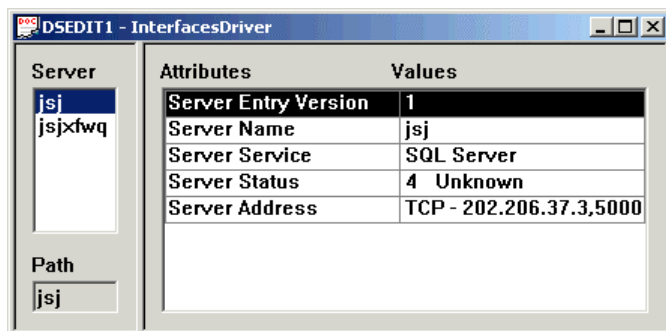 DSEDIT1 - InterfacesDriver
Server
jsj
jsjxfwq
Path
jsj
Attributes Values
Server Entry Version 1
Server Name jsj
Server Service SQL Server
Server Status 4 Unknown
Server Address TCP - 202.206.37.3,5000